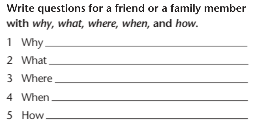 Write questions for a friend or a family member
with why, what, where, when, and how.
1 Why
2 What
3 Where
4 When
5 How